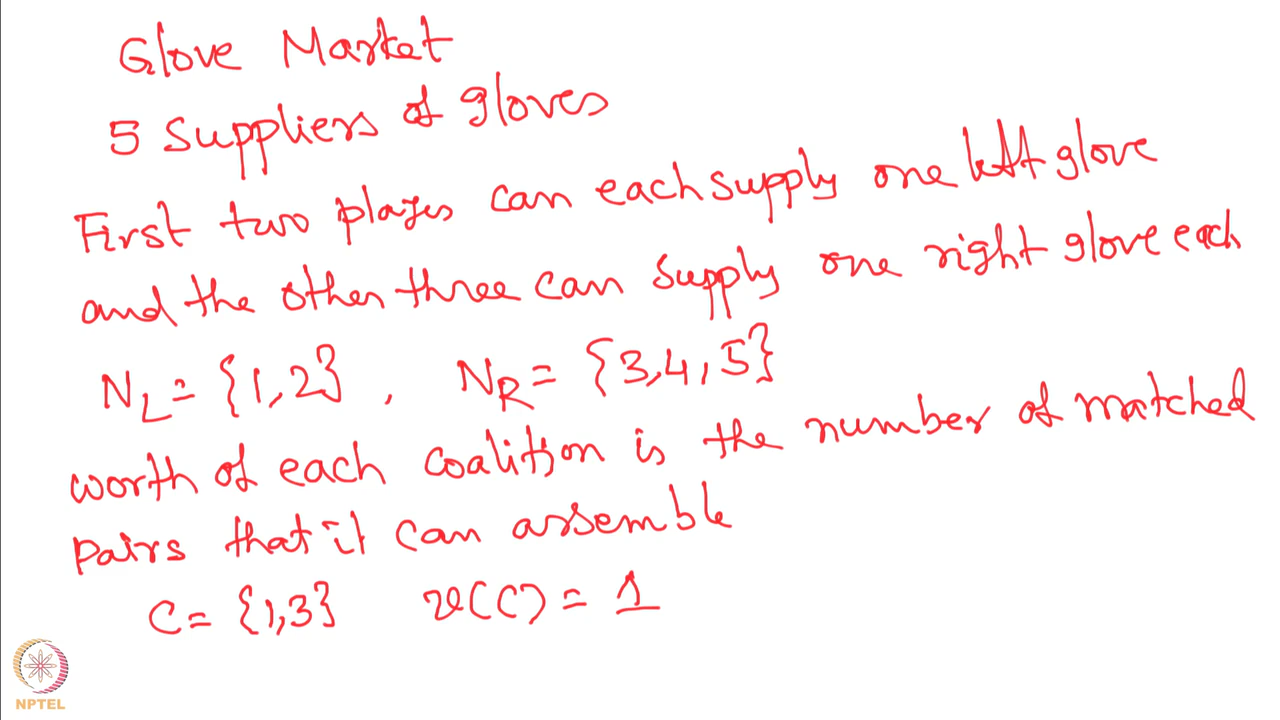 Glove Market
5 Suppliers of gloves
First two players can each supply one left glove
and the other three can supply one right glove each
N_L = {1,2} , N_R = {3,4,5}
worth of each coalition is the number of matched
pairs that it can assemble
C = {1,3} v(C) = 1
NPTEL